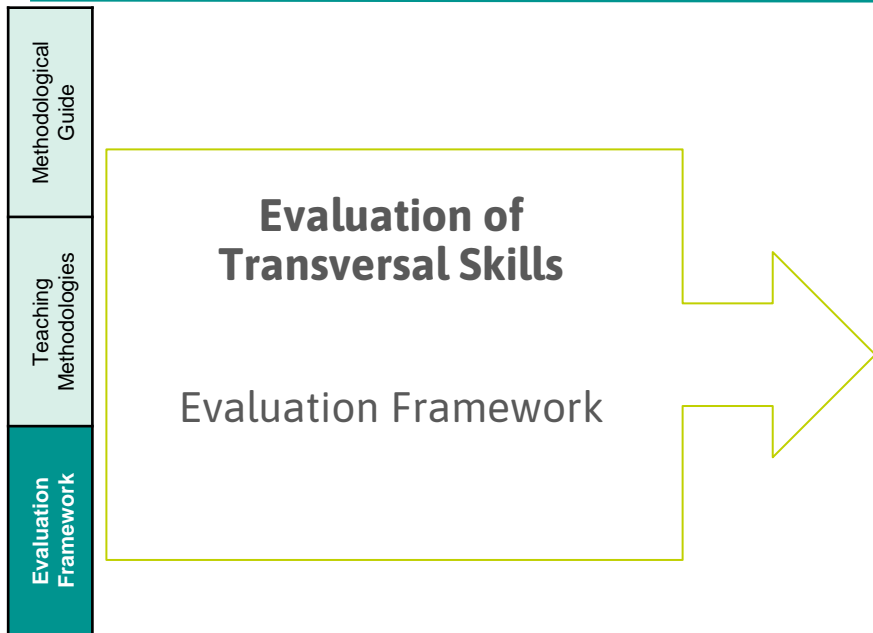 Methodological
Guide
Teaching
Methodologies
Evaluation
Framework
Evaluation of
Transversal Skills
Evaluation Framework